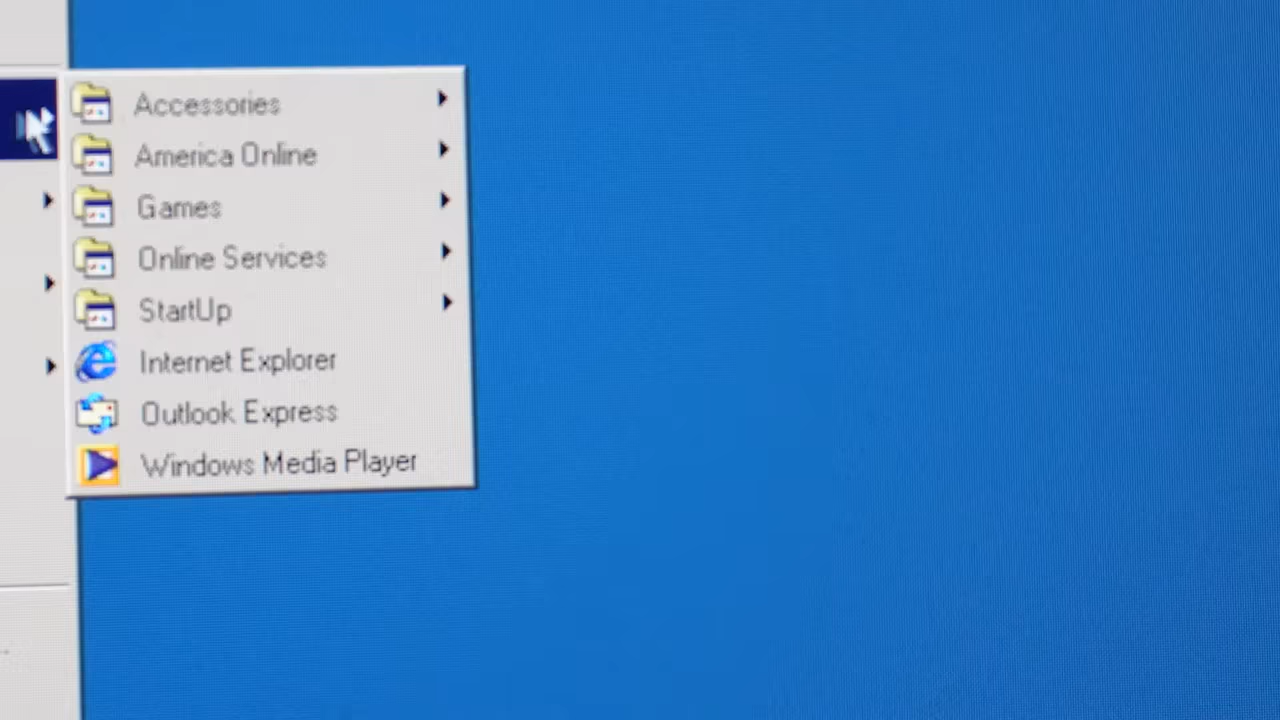 Accessories
America Online
Games
Online Services
StartUp
Internet Explorer
Outlook Express
Windows Media Player